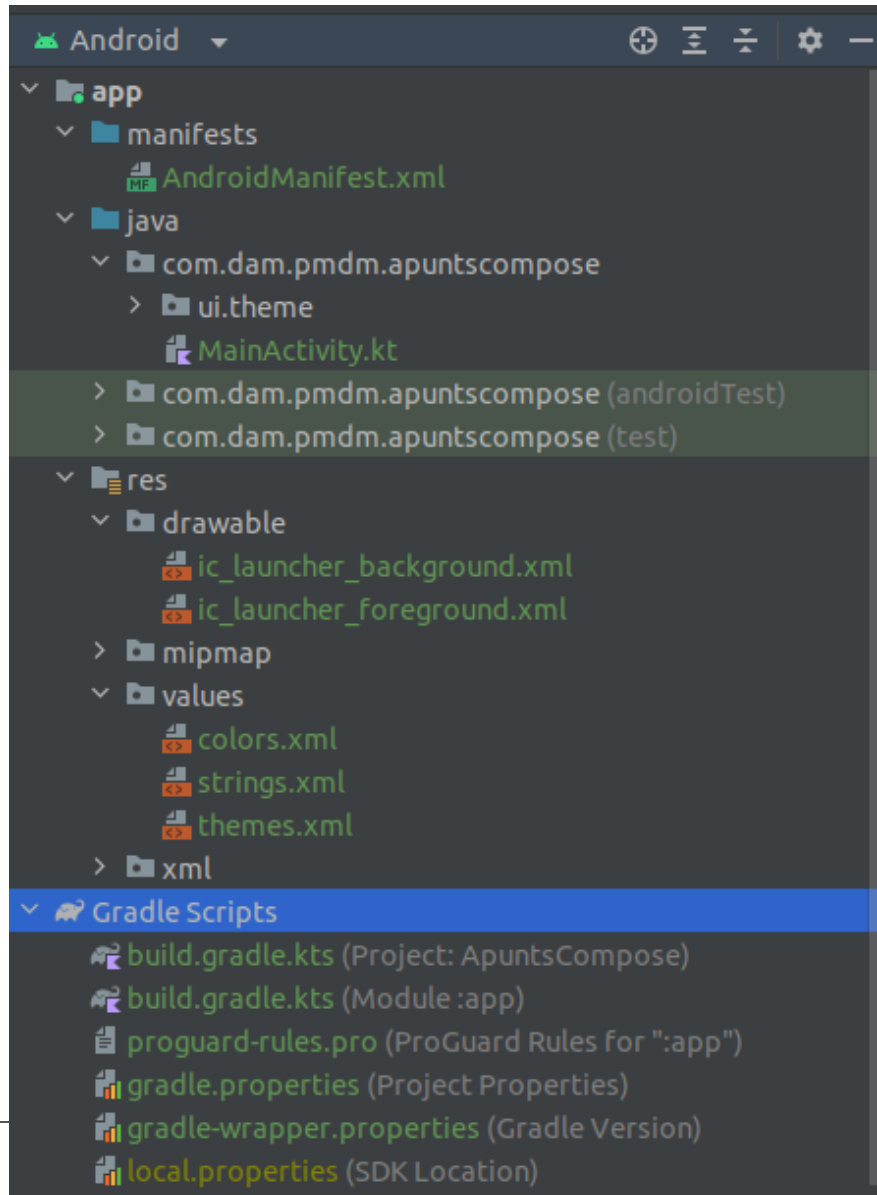 Android
app
manifests
MF AndroidManifest.xml
java
com.dam.pmdm.apuntscompose
ui.theme
MainActivity.kt
com.dam.pmdm.apuntscompose (androidTest)
com.dam.pmdm.apuntscompose (test)
res
drawable
ic_launcher_background.xml
ic_launcher_foreground.xml
mipmap
values
colors.xml
strings.xml
themes.xml
xml
Gradle Scripts
build.gradle.kts (Project: ApuntsCompose)
build.gradle.kts (Module :app)
proguard-rules.pro (ProGuard Rules for ":app")
gradle.properties (Project Properties)
gradle-wrapper.properties (Gradle Version)
local.properties (SDK Location)